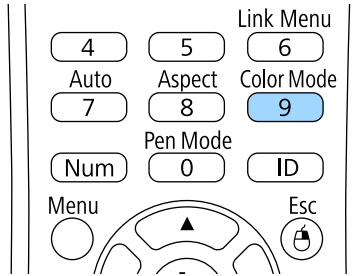 Link Menu
4 5 6
Auto Aspect Color Mode
7 8 9
Pen Mode
Num 0 ID
Menu Esc